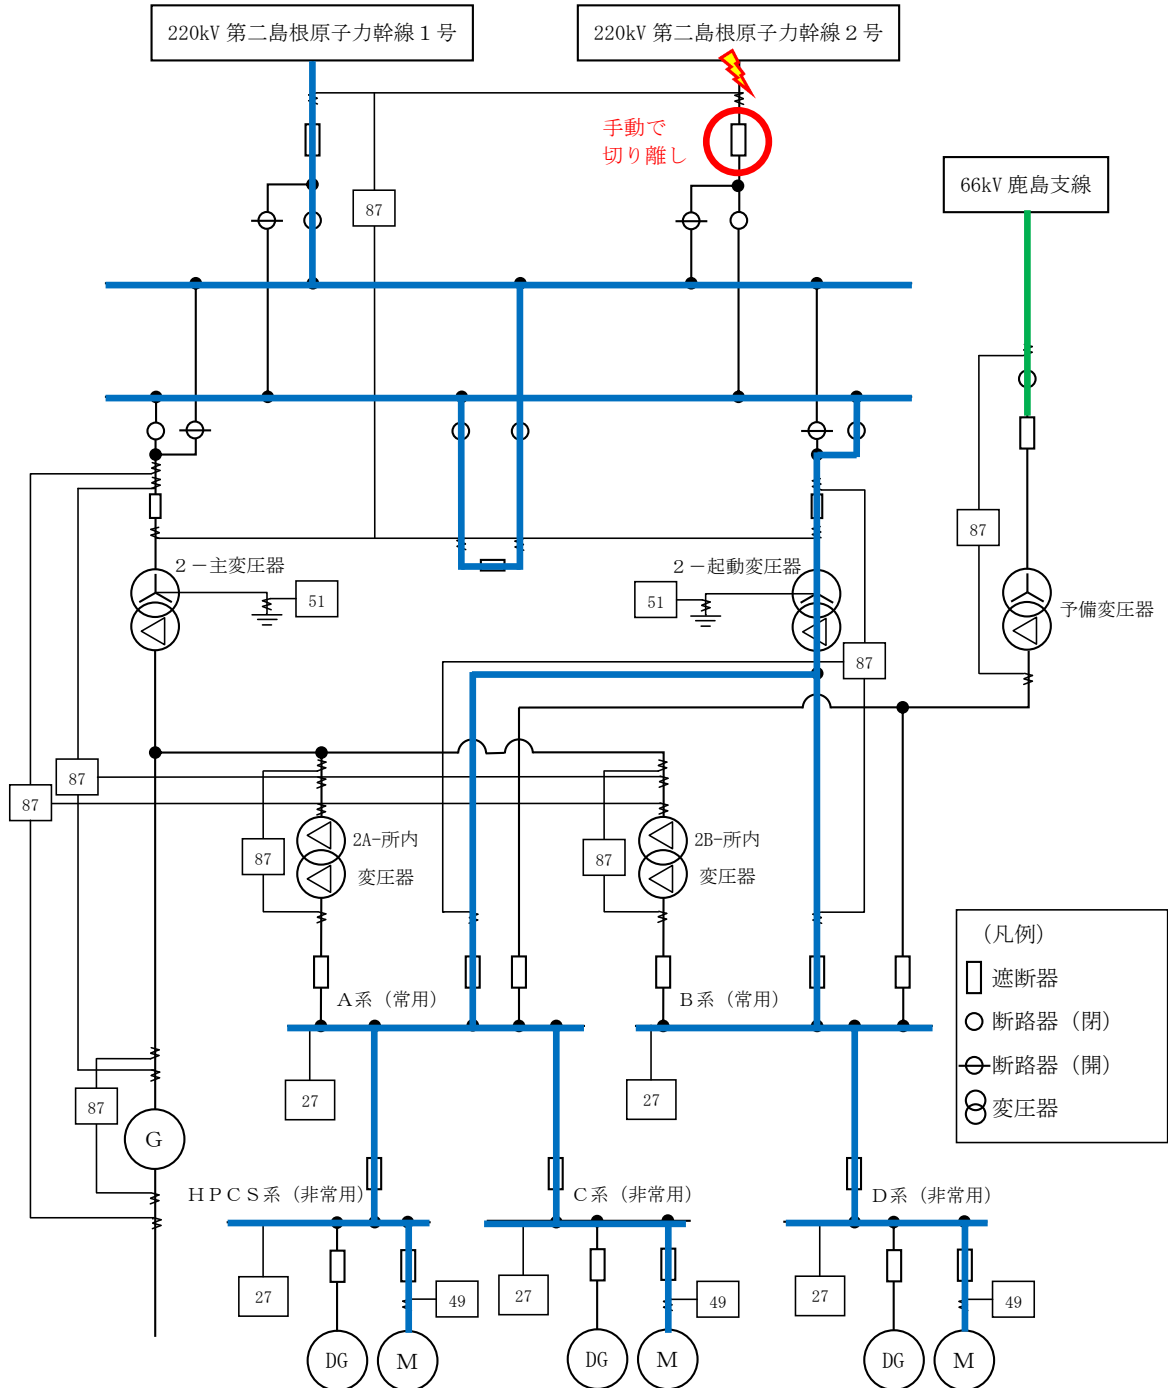 220kV 第二島根原子力幹線１号
220kV 第二島根原子力幹線２号
手動で
切り離し
66kV 鹿島支線
87
87
２－主変圧器
51
２－起動変圧器
51
予備変圧器
87
87
87
87
2A-所内
変圧器
87
2B-所内
変圧器
(凡例)
遮断器
断路器（閉）
断路器（開）
変圧器
Ａ系（常用）
Ｂ系（常用）
27
27
87
G
ＨＰＣＳ系（非常用）
Ｃ系（非常用）
Ｄ系（非常用）
27
49
27
49
27
49
DG
M
DG
M
DG
M